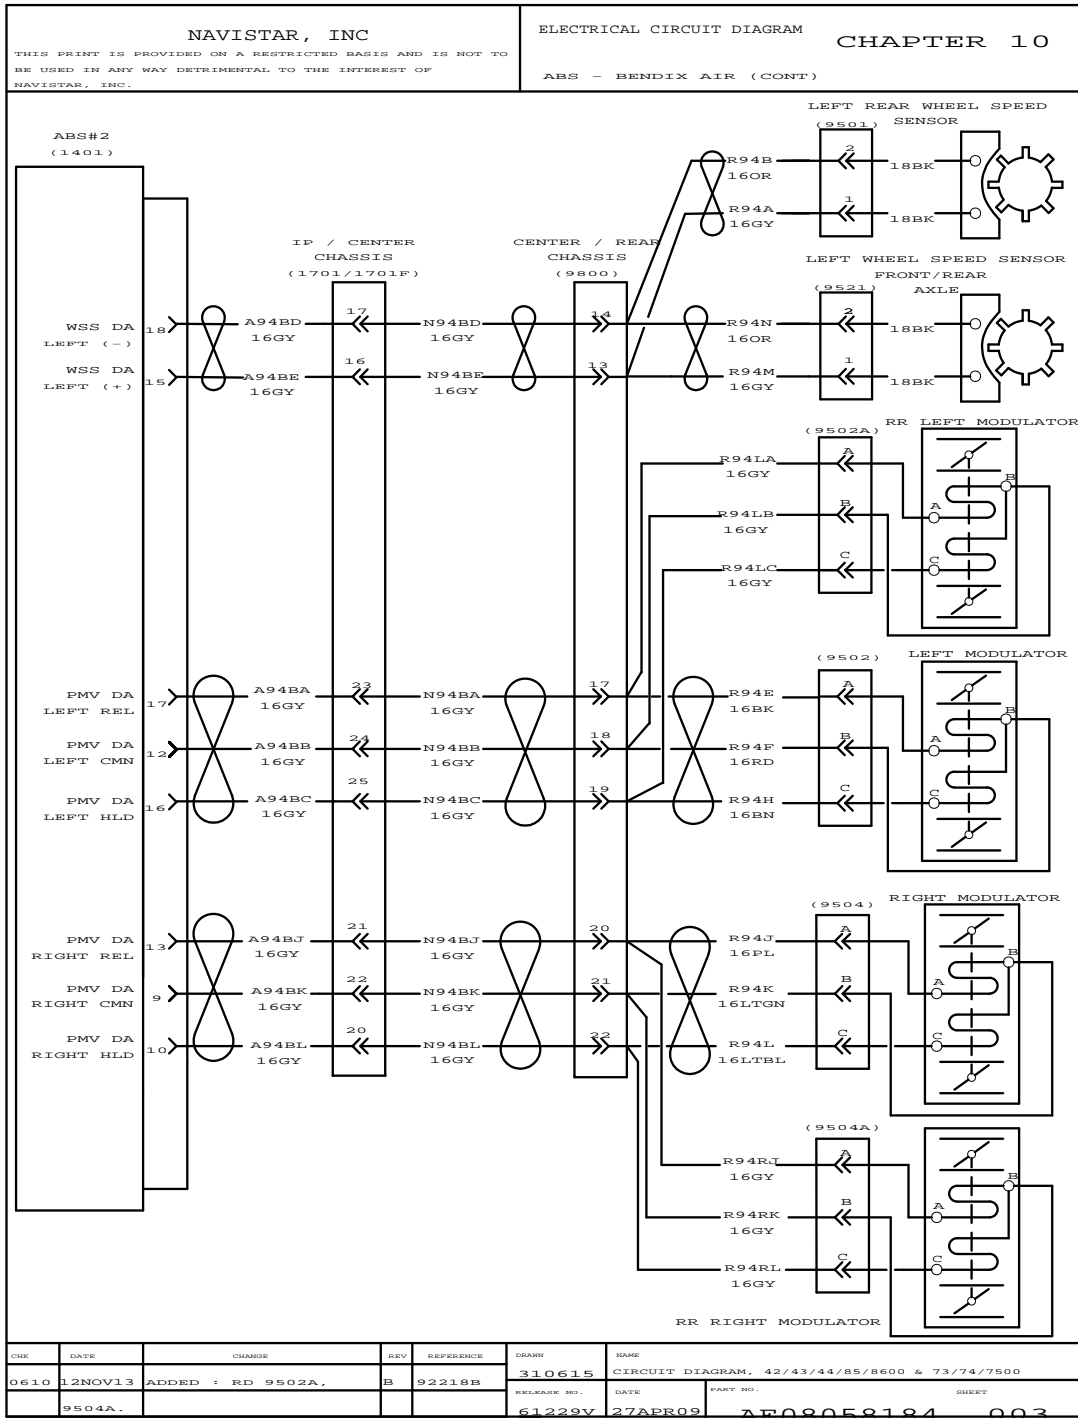 NAVISTAR, INC
THIS PRINT IS PROVIDED ON A RESTRICTED BASIS AND IS NOT TO
BE USED IN ANY WAY DETRIMENTAL TO THE INTEREST OF
NAVISTAR, INC.
ELECTRICAL CIRCUIT DIAGRAM
CHAPTER 10
ABS - BENDIX AIR (CONT)
ABS#2
(1401)
LEFT REAR WHEEL SPEED
SENSOR
(9501)
R94B
16OR
2
18BK
R94A
16GY
1
18BK
IP / CENTER
CHASSIS
(1701/1701F)
CENTER / REAR
CHASSIS
(9800)
LEFT WHEEL SPEED SENSOR
FRONT/REAR
AXLE
(9521)
WSS DA
LEFT (-)
18
A94BD
16GY
17
N94BD
16GY
14
R94N
16OR
2
18BK
WSS DA
LEFT (+)
15
A94BE
16GY
16
N94BE
16GY
13
R94M
16GY
1
18BK
RR LEFT MODULATOR
(9502A)
R94LA
16GY
A
R94LB
16GY
B
R94LC
16GY
C
A
B
C
LEFT MODULATOR
(9502)
PMV DA
LEFT REL
17
A94BA
16GY
23
N94BA
16GY
17
R94E
16BK
A
PMV DA
LEFT CMN
12
A94BB
16GY
24
N94BB
16GY
18
R94F
16RD
B
PMV DA
LEFT HLD
16
A94BC
16GY
25
N94BC
16GY
19
R94H
16BN
C
A
B
C
RIGHT MODULATOR
(9504)
PMV DA
RIGHT REL
13
A94BJ
16GY
21
N94BJ
16GY
20
R94J
16PL
A
PMV DA
RIGHT CMN
9
A94BK
16GY
22
N94BK
16GY
21
R94K
16LTGN
B
PMV DA
RIGHT HLD
10
A94BL
16GY
20
N94BL
16GY
22
R94L
16LTBL
C
A
B
C
(9504A)
R94RJ
16GY
A
R94RK
16GY
B
R94RL
16GY
C
A
B
C
RR RIGHT MODULATOR
CHK DATE CHANGE REV REFERENCE
0610 12NOV13 ADDED : RD 9502A, B 92218B
9504A.
DRAWN
310615
NAME
CIRCUIT DIAGRAM, 42/43/44/85/8600 & 73/74/7500
RELEASE NO.
61229V
DATE
27APR09
PART NO.
AE08058184
SHEET
003